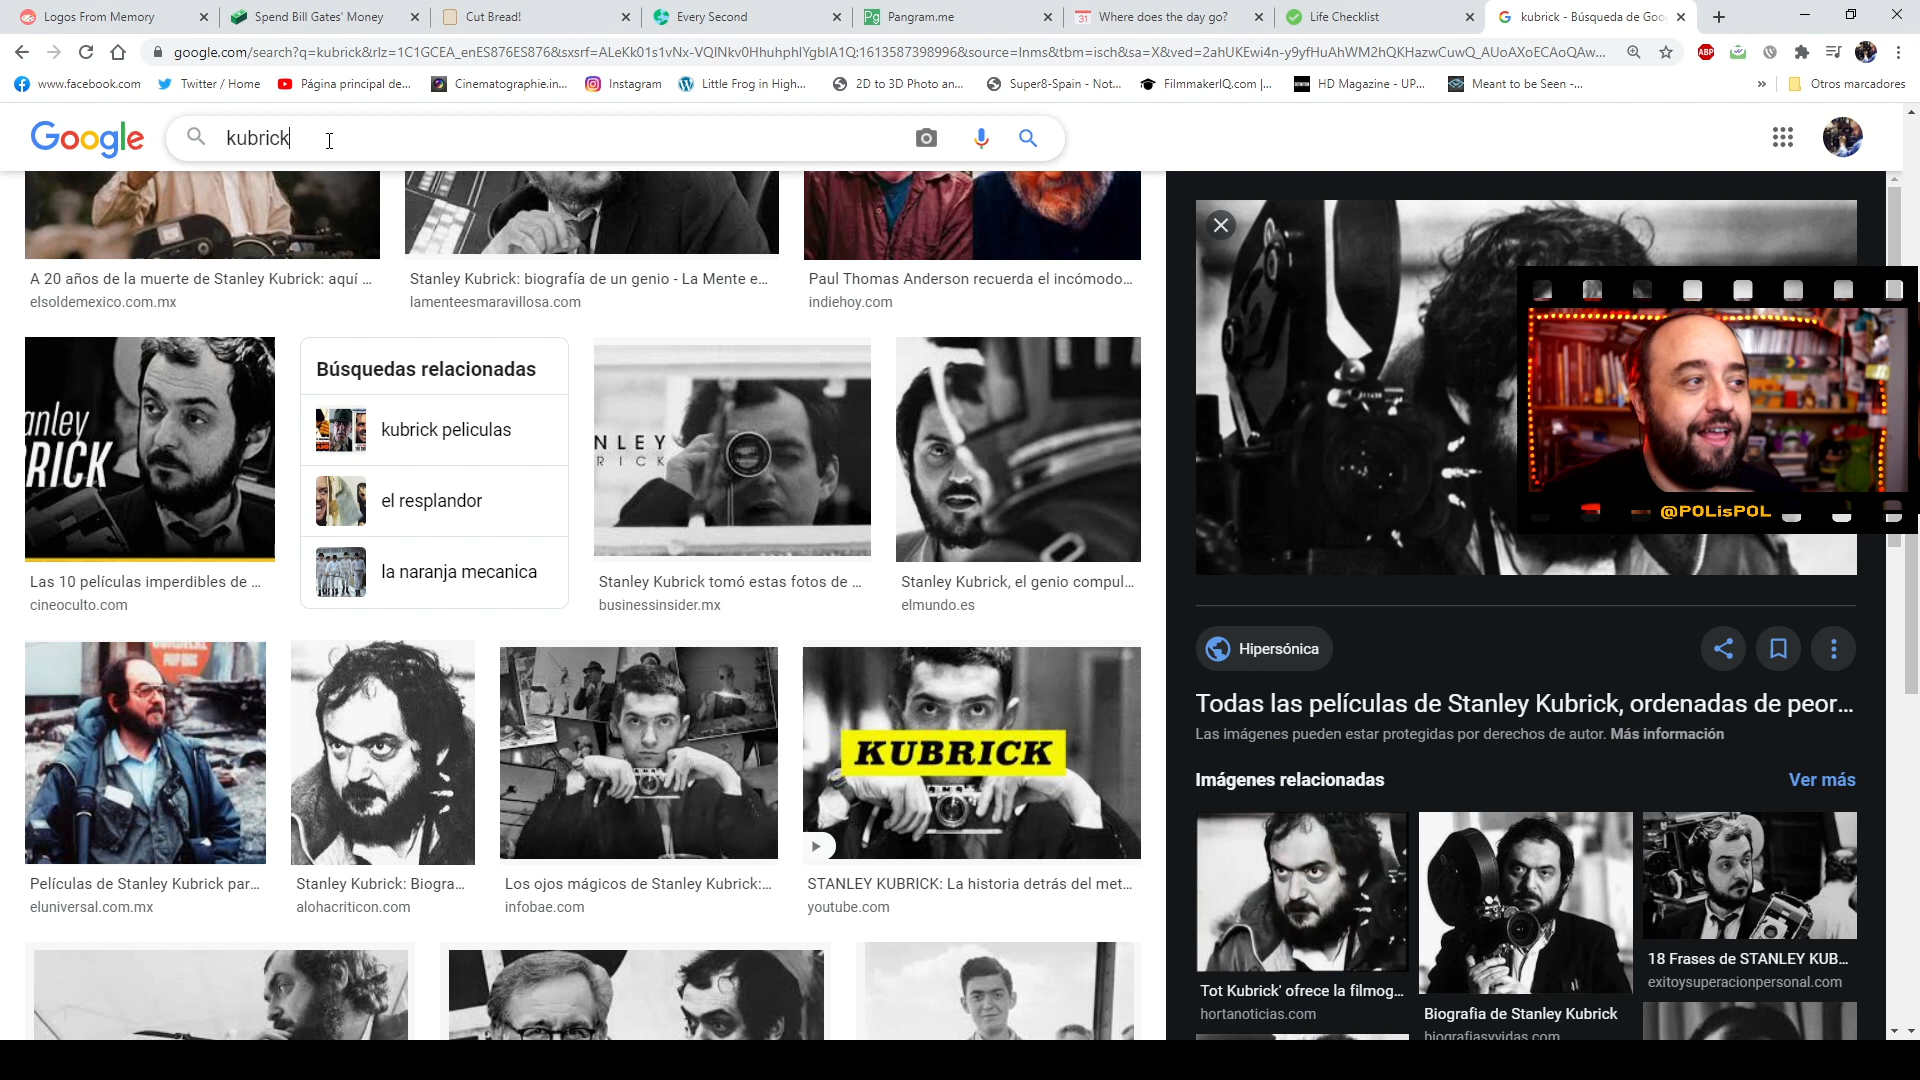 Logos From Memory
Spend Bill Gates' Money
Cut Bread!
Every Second
Pangram.me
Where does the day go?
Life Checklist
kubrick - Búsqueda de Goo
google.com/search?q=kubrick&rlz=1C1GCEA_enES876ES876&sxsrf=ALeKk01s1vNx-VQINkv0HhuhphIYgbIA1Q:1613587398996&source=lnms&tbm=isch&sa=X&ved=2ahUKEwi4n-y9yfHuAhWM2hQKHazwCuwQ_AUoAXoECAoQAw...
www.facebook.com
Twitter / Home
Página principal de...
Cinematographie.in...
Instagram
Little Frog in High...
2D to 3D Photo an...
Super8-Spain - Not...
FilmmakerIQ.com |...
HD Magazine - UP...
Meant to be Seen -...
Otros marcadores
Google
kubrick
A 20 años de la muerte de Stanley Kubrick: aquí ...
elsoldemexico.com.mx
Stanley Kubrick: biografía de un genio - La Mente e...
lamenteesmaravillosa.com
Paul Thomas Anderson recuerda el incómodo...
indiehoy.com
anley
RICK
Las 10 películas imperdibles de ...
cineoculto.com
Búsquedas relacionadas
kubrick peliculas
el resplandor
la naranja mecanica
NLEY
RICK
Stanley Kubrick tomó estas fotos de ...
businessinsider.mx
Stanley Kubrick, el genio compul...
elmundo.es
@POLisPOL
Películas de Stanley Kubrick par...
eluniversal.com.mx
Stanley Kubrick: Biogra...
alohacriticon.com
Los ojos mágicos de Stanley Kubrick:...
infobae.com
KUBRICK
STANLEY KUBRICK: La historia detrás del met...
youtube.com
Hipersónica
Todas las películas de Stanley Kubrick, ordenadas de peor...
Las imágenes pueden estar protegidas por derechos de autor. Más información
Imágenes relacionadas
Ver más
Tot Kubrick' ofrece la filmog...
hortanoticias.com
Biografia de Stanley Kubrick
biografiasyvidas.com
18 Frases de STANLEY KUB...
exitoysuperacionpersonal.com